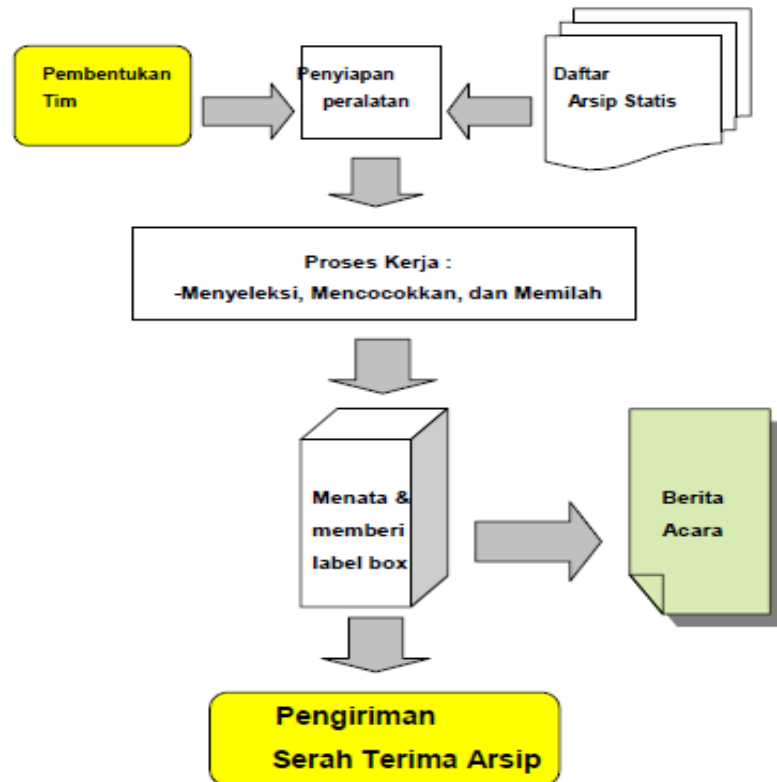 Pembentukan
Tim
Penyiapan
peralatan
Daftar
Arsip Statis
Proses Kerja :
-Menyeleksi, Mencocokkan, dan Memilah
Menata &
memberi
label box
Berita
Acara
Pengiriman
Serah Terima Arsip